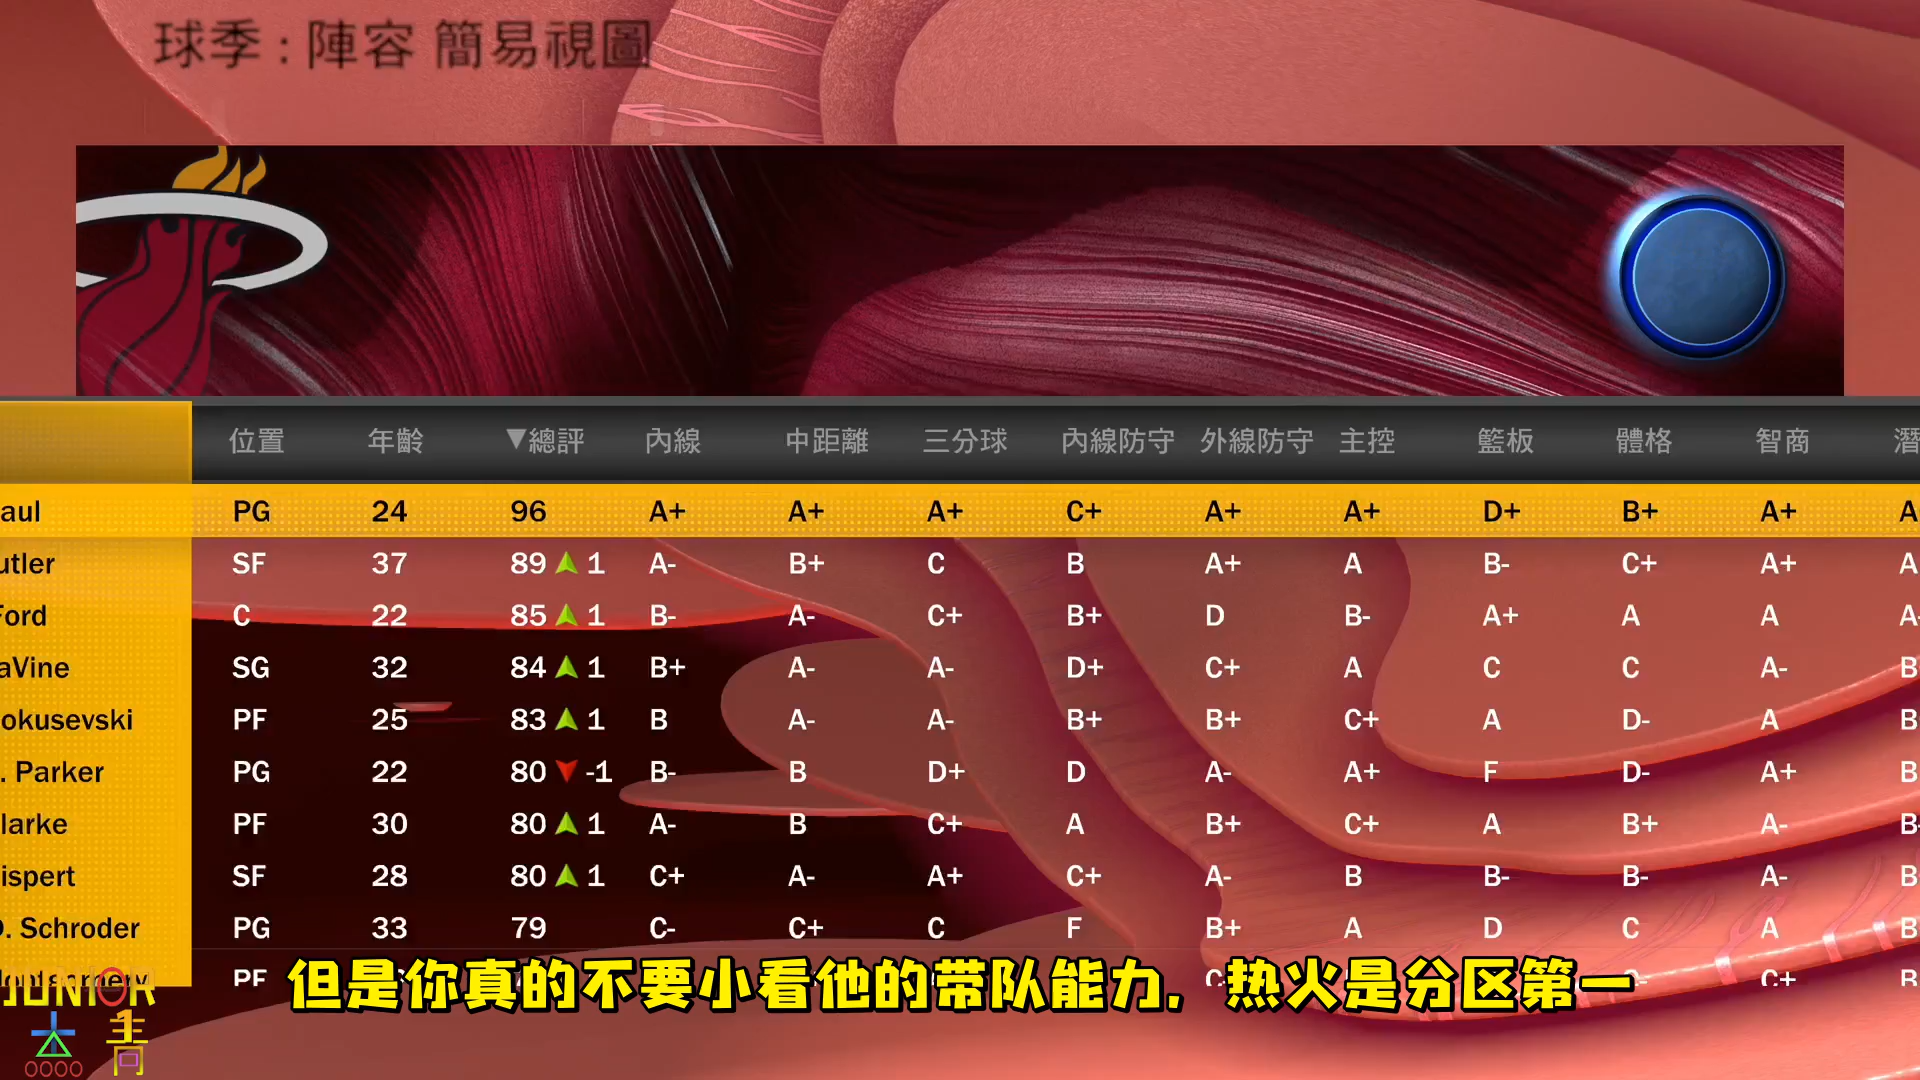 球季 : 陣容 簡易視圖
位置 年齡 ▼總評 內線 中距離 三分球 內線防守 外線防守 主控 籃板 體格 智商
aul PG 24 96 A+ A+ A+ C+ A+ A+ D+ B+ A+ A
utler SF 37 89 ▲ 1 A- B+ C B A+ A B- C+ A+ A
Ford C 22 85 ▲ 1 B- A- C+ B+ D B- A+ A A A-
aVine SG 32 84 ▲ 1 B+ A- A- D+ C+ A C C A- B
okusevski PF 25 83 ▲ 1 B A- A- B+ B+ C+ A D- A B
. Parker PG 22 80 ▼ -1 B- B D+ D A- A+ F D- A+ B
larke PF 30 80 ▲ 1 A- B C+ A B+ C+ A B+ A- B-
ispert SF 28 80 ▲ 1 C+ A- A+ C+ A- B B- B- A- B
D. Schroder PG 33 79 C- C+ C F B+ A D C A B
PF C+ B
但是你真的不要小看他的带队能力，热火是分区第一
JUNIOR